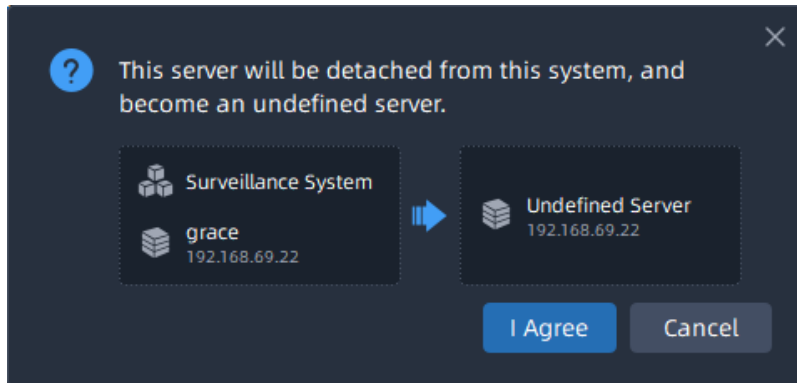 This server will be detached from this system, and
become an undefined server.
Surveillance System
grace
192.168.69.22
Undefined Server
192.168.69.22
I Agree
Cancel